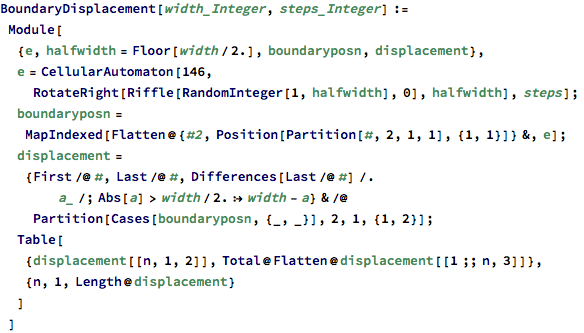 BoundaryDisplacement[width_Integer, steps_Integer] :=
Module[
{e, halfwidth = Floor[width / 2.], boundaryposn, displacement},
e = CellularAutomaton[146,
RotateRight[Riffle[RandomInteger[1, halfwidth], 0], halfwidth], steps];
boundaryposn =
MapIndexed[Flatten@{#2, Position[Partition[#, 2, 1, 1], {1, 1}]} &, e];
displacement =
{First /@ #, Last /@ #, Differences[Last /@ #] /.
a_ /; Abs[a] > width / 2. :> width - a} & /@
Partition[Cases[boundaryposn, {_, _}], 2, 1, {1, 2}];
Table[
{displacement[[n, 1, 2]], Total@Flatten@displacement[[1 ;; n, 3]]},
{n, 1, Length@displacement}
]
]